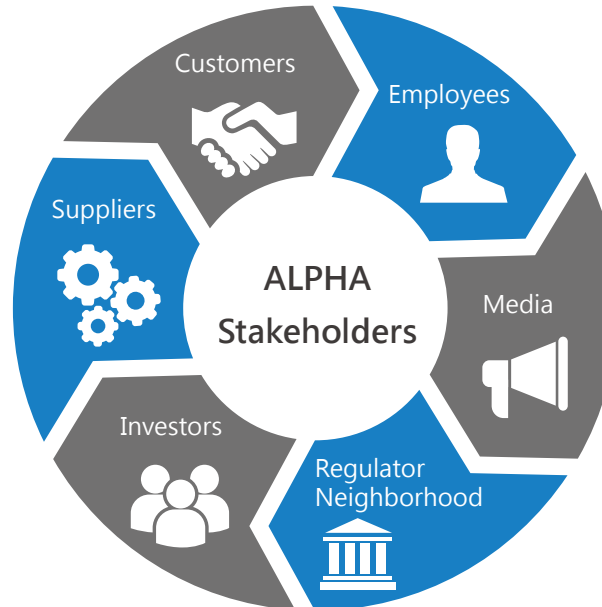 Customers
Employees
Suppliers
ALPHA
Stakeholders
Media
Investors
Regulator
Neighborhood